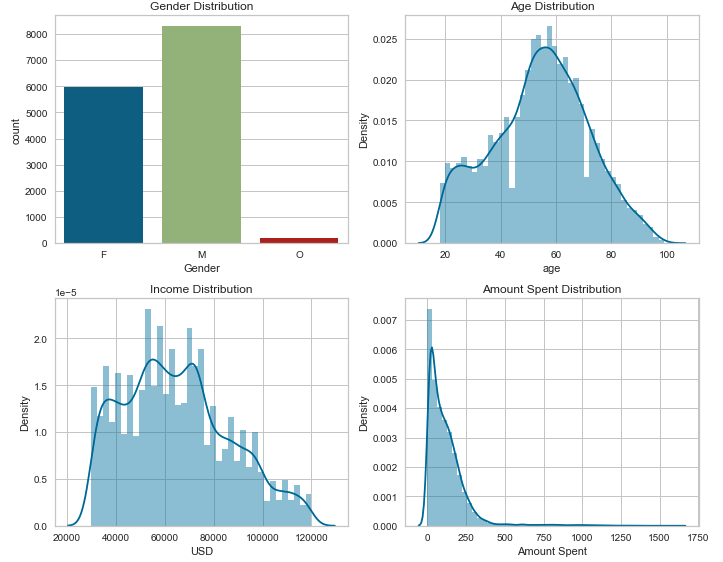 Gender Distribution
8000
7000
6000
5000
4000
3000
2000
1000
0
count
F M O
Gender
Age Distribution
0.025
0.020
0.015
0.010
0.005
0.000
Density
20 40 60 80 100
age
Income Distribution
1e−5
2.0
1.5
1.0
0.5
0.0
Density
20000 40000 60000 80000 100000 120000
USD
Amount Spent Distribution
0.007
0.006
0.005
0.004
0.003
0.002
0.001
0.000
Density
0 250 500 750 1000 1250 1500 1750
Amount Spent